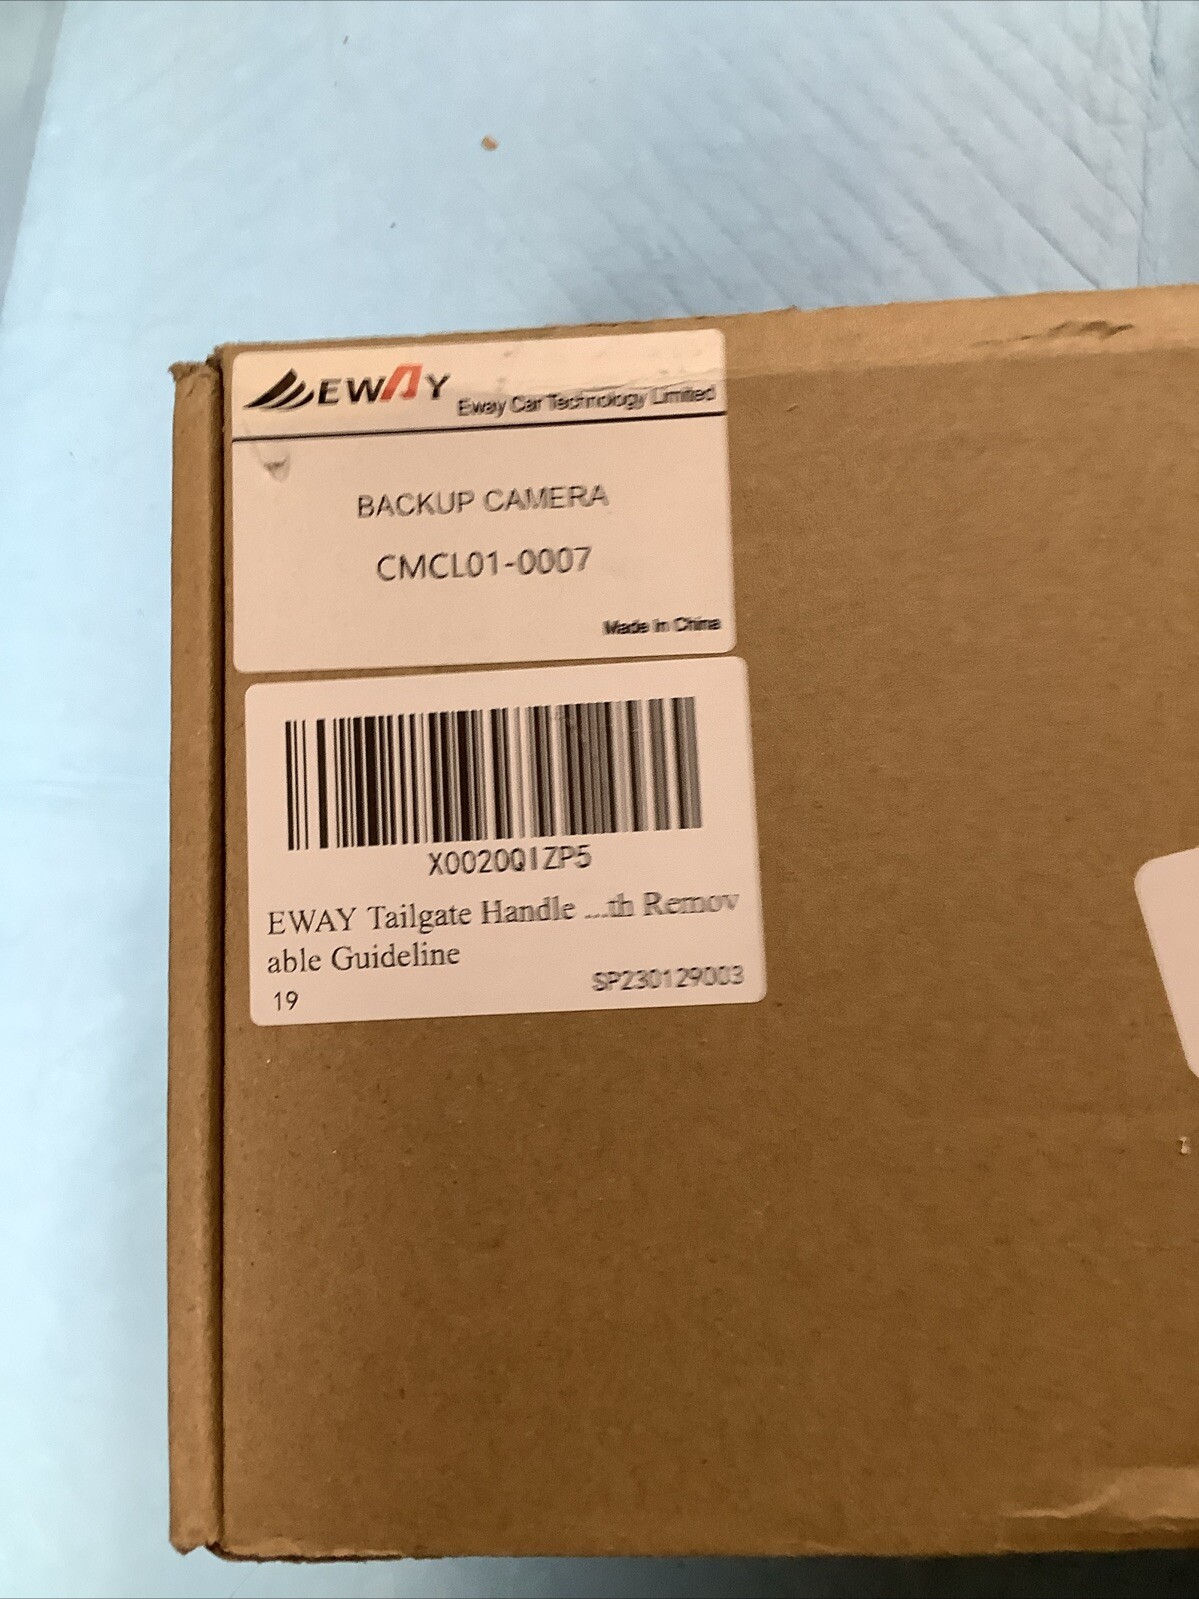 EWAY Eway Car Technology Limited
BACKUP CAMERA
CMCL01-0007
Made in China
X0020QIZP5
EWAY Tailgate Handle ...th Remov
able Guideline
19 SP230129003